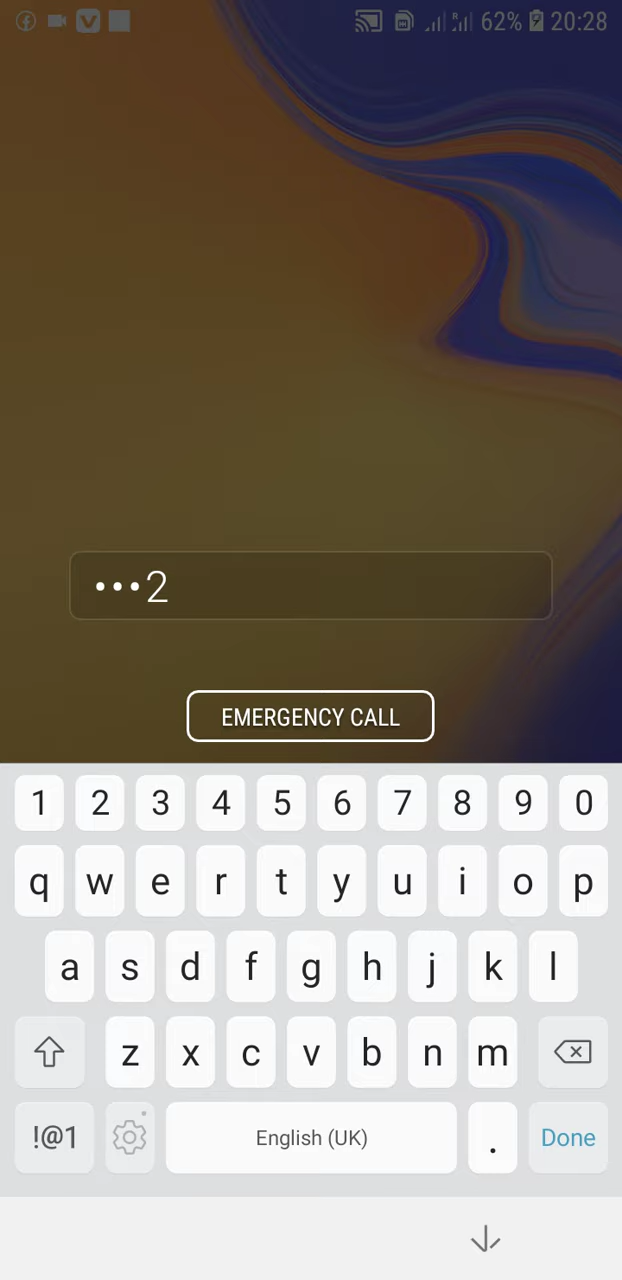 62% 20:28
•••2
EMERGENCY CALL
1 2 3 4 5 6 7 8 9 0
q w e r t y u i o p
a s d f g h j k l
z x c v b n m
!@1 English (UK) . Done